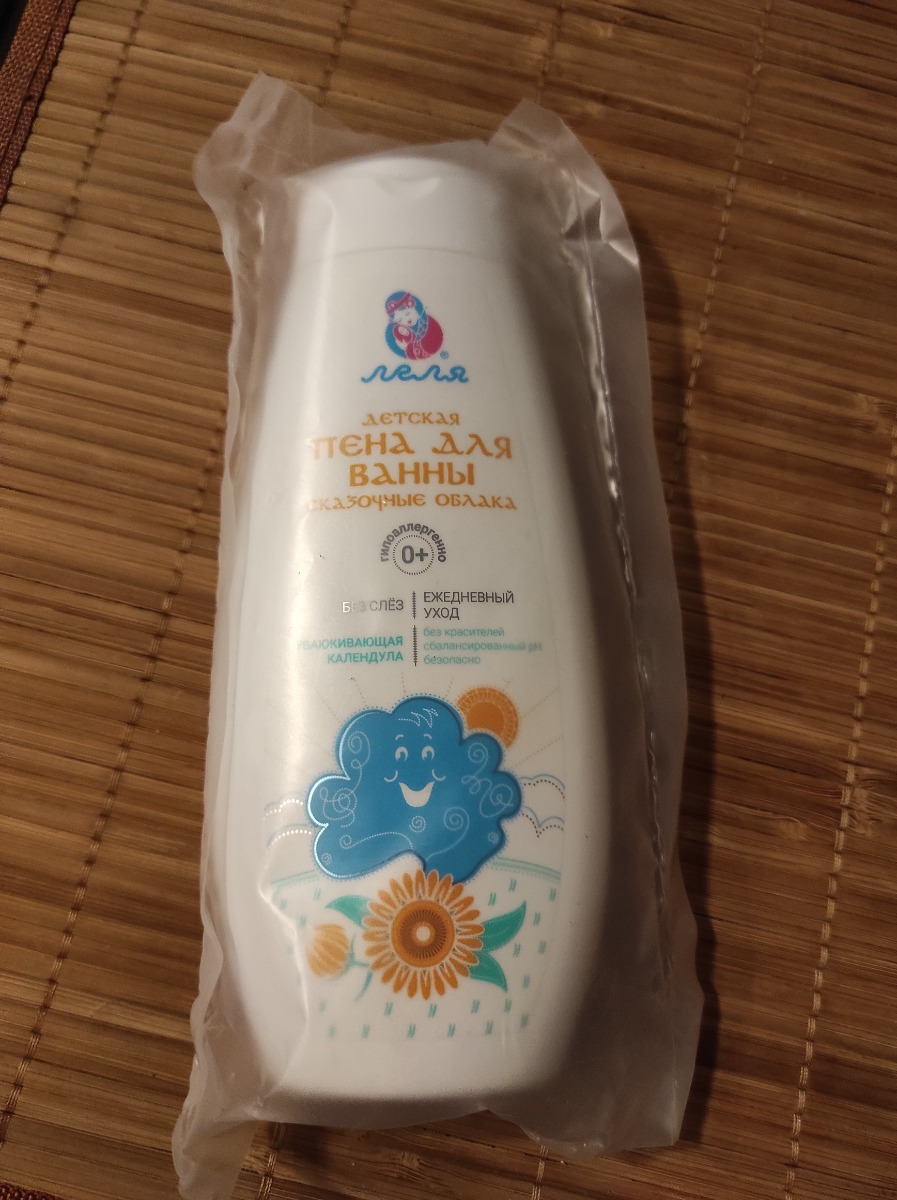 леля ®
ДЕТСКАЯ
ПЕНА ДЛЯ
ВАННЫ
СКАЗОЧНЫЕ ОБЛАКА
гипоаллергенно
0+
БЕЗ СЛЁЗ
ЕЖЕДНЕВНЫЙ
УХОД
КАЛЕНДУЛА
без красителей
сбалансированный pH
безопасно